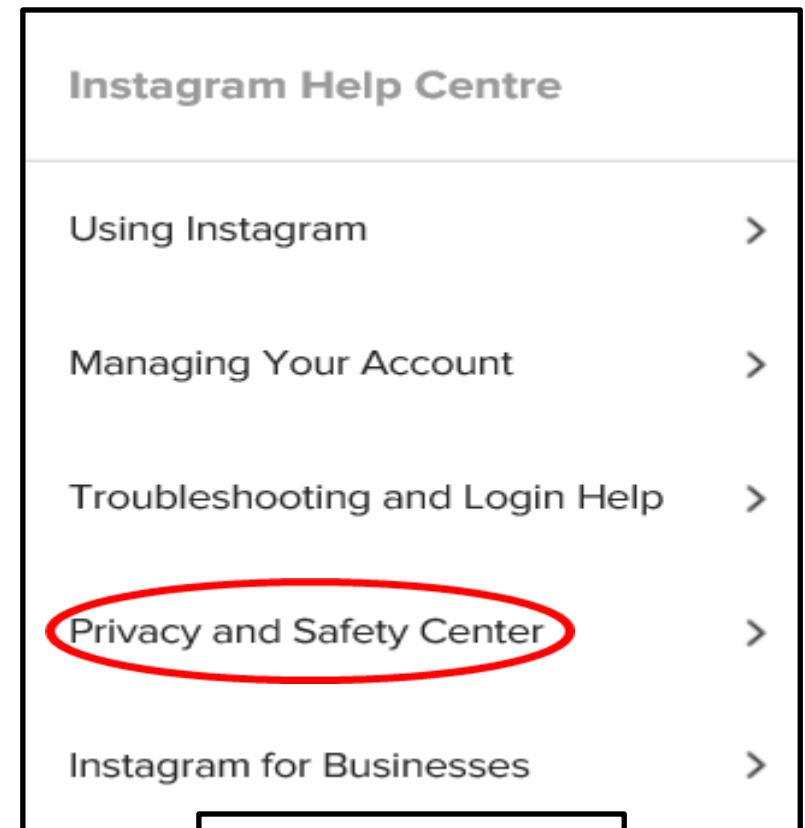 Instagram Help Centre
Using Instagram
Managing Your Account
Troubleshooting and Login Help
Privacy and Safety Center
Instagram for Businesses